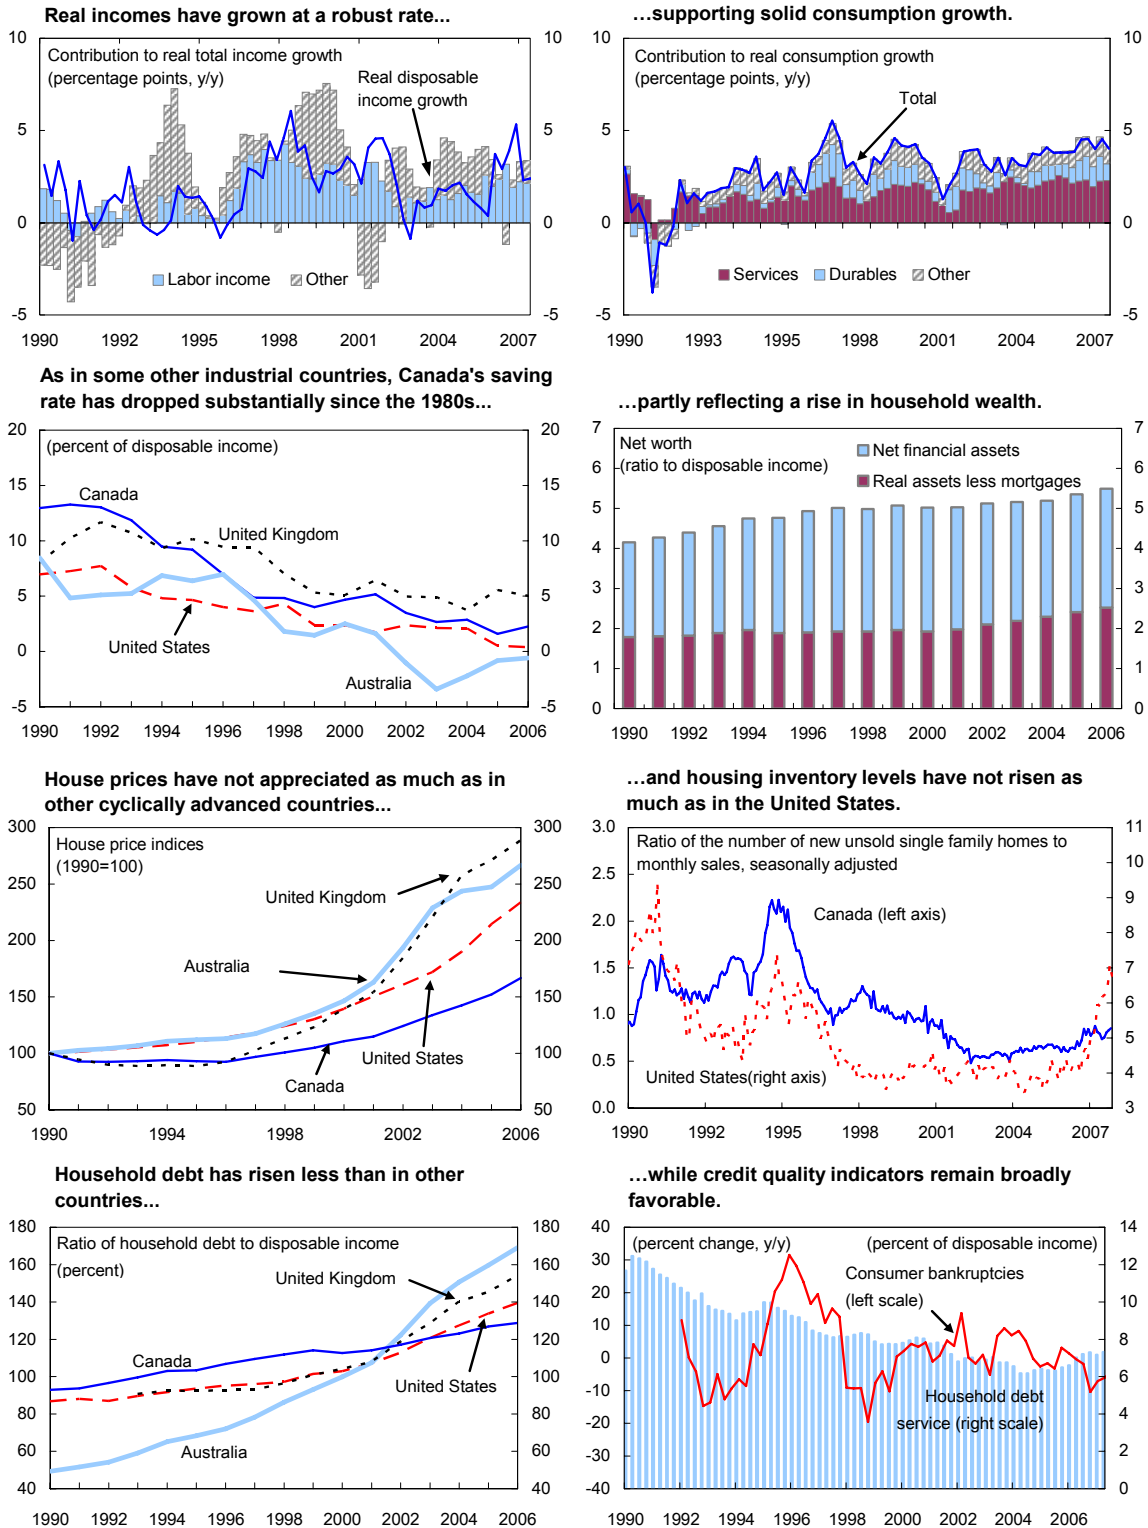 Real incomes have grown at a robust rate...
10 10
Contribution to real total income growth
(percentage points, y/y)
Real disposable
income growth
5 5
0 0
Labor income Other
-5 -5
1990 1992 1994 1996 1998 2001 2004 2007
…supporting solid consumption growth.
10 10
Contribution to real consumption growth
(percentage points, y/y)
Total
5 5
0 0
Services Durables Other
-5 -5
1990 1993 1995 1998 2001 2004 2007
As in some other industrial countries, Canada's saving
rate has dropped substantially since the 1980s...
20 20
(percent of disposable income)
15 15
Canada
United Kingdom
10 10
5 5
United States
0 0
Australia
-5 -5
1990 1992 1994 1996 1998 2000 2002 2004 2006
…partly reflecting a rise in household wealth.
7 7
Net worth
(ratio to disposable income)
Net financial assets
Real assets less mortgages
6 6
5 5
4 4
3 3
2 2
1 1
0 0
1990 1992 1994 1996 1998 2000 2002 2004 2006
House prices have not appreciated as much as in
other cyclically advanced countries...
300 300
House price indices
(1990=100)
United Kingdom
250 250
200 200
Australia
150 150
United States
100 100
Canada
50 50
1990 1994 1998 2002 2006
…and housing inventory levels have not risen as
much as in the United States.
3.0 11
Ratio of the number of new unsold single family homes to
monthly sales, seasonally adjusted
10
2.5
9
Canada (left axis)
2.0
8
1.5 7
6
1.0
5
0.5
United States(right axis)
4
0.0 3
1990 1992 1995 1998 2001 2004 2007
Household debt has risen less than in other
countries...
180 180
Ratio of household debt to disposable income
(percent)
United Kingdom
160 160
140 140
120 120
Canada
100 100
United States
80 80
Australia
60 60
40 40
1990 1992 1994 1996 1998 2000 2002 2004 2006
…while credit quality indicators remain broadly
favorable.
40 14
(percent change, y/y) (percent of disposable income)
Consumer bankruptcies
(left scale)
30 12
20 10
10 8
0
-10 6
Household debt
service (right scale)
-20 4
-30 2
-40 0
1990 1992 1994 1996 1998 2000 2002 2004 2006